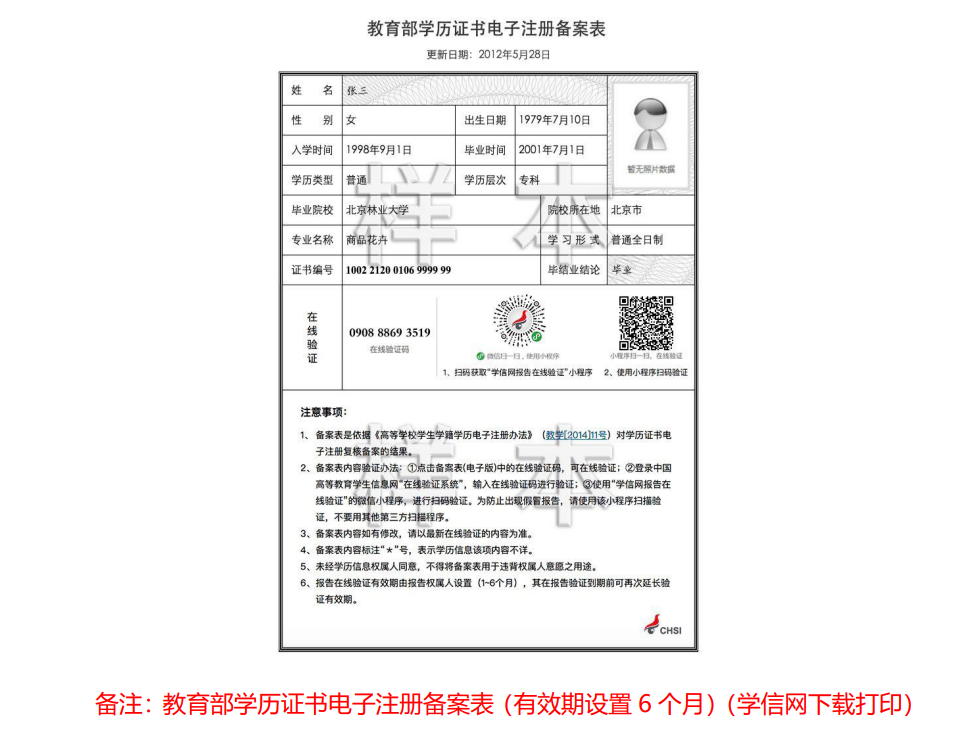 教育部学历证书电子注册备案表
更新日期：2012年5月28日
姓 名 张三
性 别 女 出生日期 1979年7月10日
暂无照片数据
入学时间 1998年9月1日 毕业时间 2001年7月1日
学历类型 普通 学历层次 专科
毕业院校 北京林业大学 院校所在地 北京市
专业名称 商品花卉 学 习 形 式 普通全日制
证书编号 1002 2120 0106 9999 99 毕结业结论 毕业
样本
在线验证
0908 8869 3519
在线验证码
微信扫一扫，使用小程序
小程序扫一扫，在线验证
1、扫码获取“学信网报告在线验证”小程序 2、使用小程序扫码验证
注意事项：
1、备案表是依据《高等学校学生学籍学历电子注册办法》（教学[2014]11号）对学历证书电
子注册复核备案的结果。
2、备案表内容验证办法：①点击备案表(电子版)中的在线验证码，可在线验证；②登录中国
高等教育学生信息网“在线验证系统”，输入在线验证码进行验证；③使用“学信网报告在
线验证”的微信小程序，进行扫码验证。为防止出现假冒报告，请使用该小程序扫描验
证，不要用其他第三方扫描程序。
3、备案表内容如有修改，请以最新在线验证的内容为准。
4、备案表内容标注“＊”号，表示学历信息该项内容不详。
5、未经学历信息权属人同意，不得将备案表用于违背权属人意愿之用途。
6、报告在线验证有效期由报告权属人设置（1~6个月），其在报告验证到期前可再次延长验
证有效期。
样本
CHSI
备注：教育部学历证书电子注册备案表（有效期设置 6 个月）（学信网下载打印）